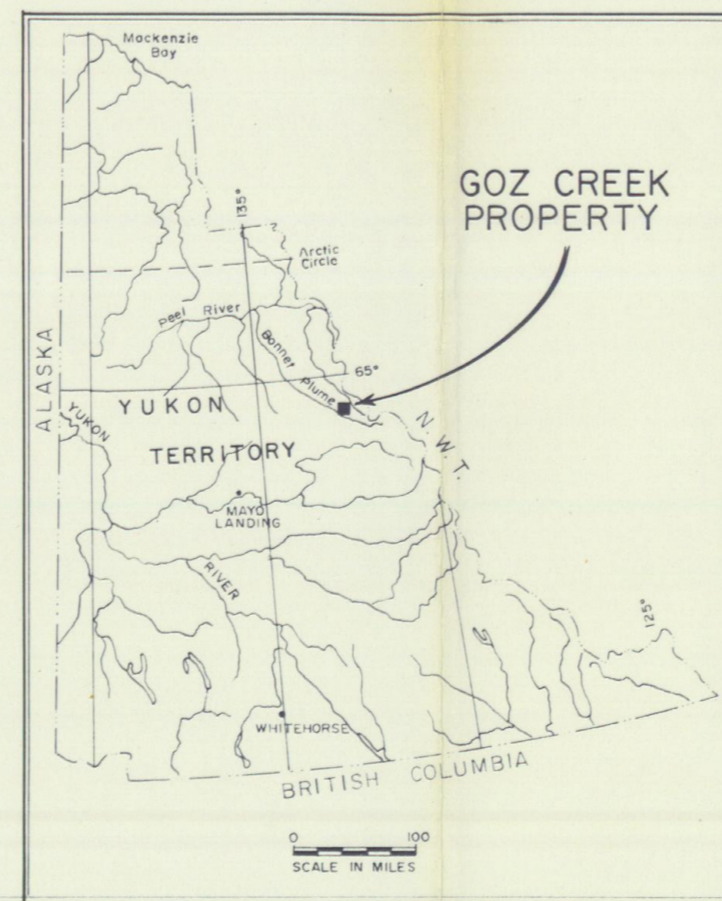 Mackenzie
Bay
GOZ CREEK
PROPERTY
135°
?
Arctic
Circle
Peel River
Bonnet
Plume
65°
ALASKA
YUKON
YUKON
N.W.T.
TERRITORY
MAYO
LANDING
RIVER
125°
WHITEHORSE
BRITISH COLUMBIA
0 100
SCALE IN MILES